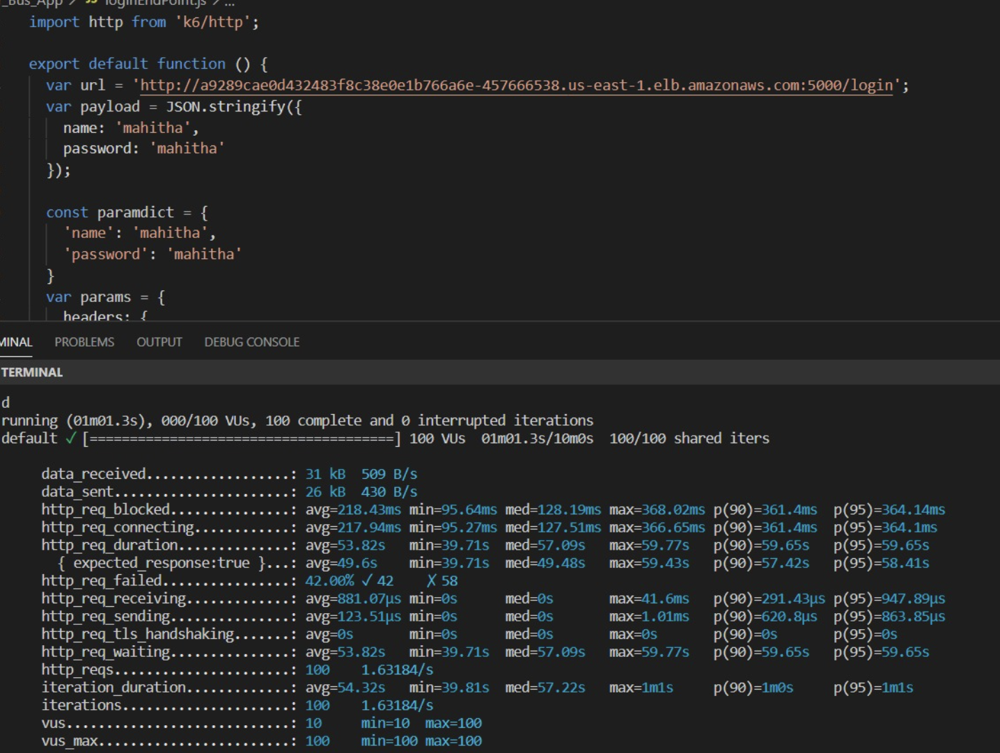 _Bus_App > JS loginEndPoint.js > ...
import http from 'k6/http';
export default function () {
var url = 'http://a9289cae0d432483f8c38e0e1b766a6e-457666538.us-east-1.elb.amazonaws.com:5000/login';
var payload = JSON.stringify({
name: 'mahitha',
password: 'mahitha'
});
const paramdict = {
'name': 'mahitha',
'password': 'mahitha'
}
var params = {
headers: {
MINAL PROBLEMS OUTPUT DEBUG CONSOLE
TERMINAL
d
running (01m01.3s), 000/100 VUs, 100 complete and 0 interrupted iterations
default ✓ [======================================] 100 VUs  01m01.3s/10m0s  100/100 shared iters
data_received..................: 31 kB  509 B/s
data_sent......................: 26 kB  430 B/s
http_req_blocked...............: avg=218.43ms min=95.64ms med=128.19ms max=368.02ms p(90)=361.4ms  p(95)=364.14ms
http_req_connecting............: avg=217.94ms min=95.27ms med=127.51ms max=366.65ms p(90)=361.4ms  p(95)=364.1ms
http_req_duration..............: avg=53.82s   min=39.71s  med=57.09s   max=59.77s   p(90)=59.65s   p(95)=59.65s
{ expected_response:true }...: avg=49.6s    min=39.71s  med=49.48s   max=59.43s   p(90)=57.42s   p(95)=58.41s
http_req_failed................: 42.00% ✓ 42    ✗ 58
http_req_receiving.............: avg=881.07µs min=0s      med=0s       max=41.6ms   p(90)=291.43µs p(95)=947.89µs
http_req_sending...............: avg=123.51µs min=0s      med=0s       max=1.01ms   p(90)=620.8µs  p(95)=863.85µs
http_req_tls_handshaking.......: avg=0s       min=0s      med=0s       max=0s       p(90)=0s       p(95)=0s
http_req_waiting...............: avg=53.82s   min=39.71s  med=57.09s   max=59.77s   p(90)=59.65s   p(95)=59.65s
http_reqs......................: 100    1.63184/s
iteration_duration.............: avg=54.32s   min=39.81s  med=57.22s   max=1m1s     p(90)=1m0s     p(95)=1m1s
iterations.....................: 100    1.63184/s
vus............................: 10     min=10  max=100
vus_max........................: 100    min=100 max=100